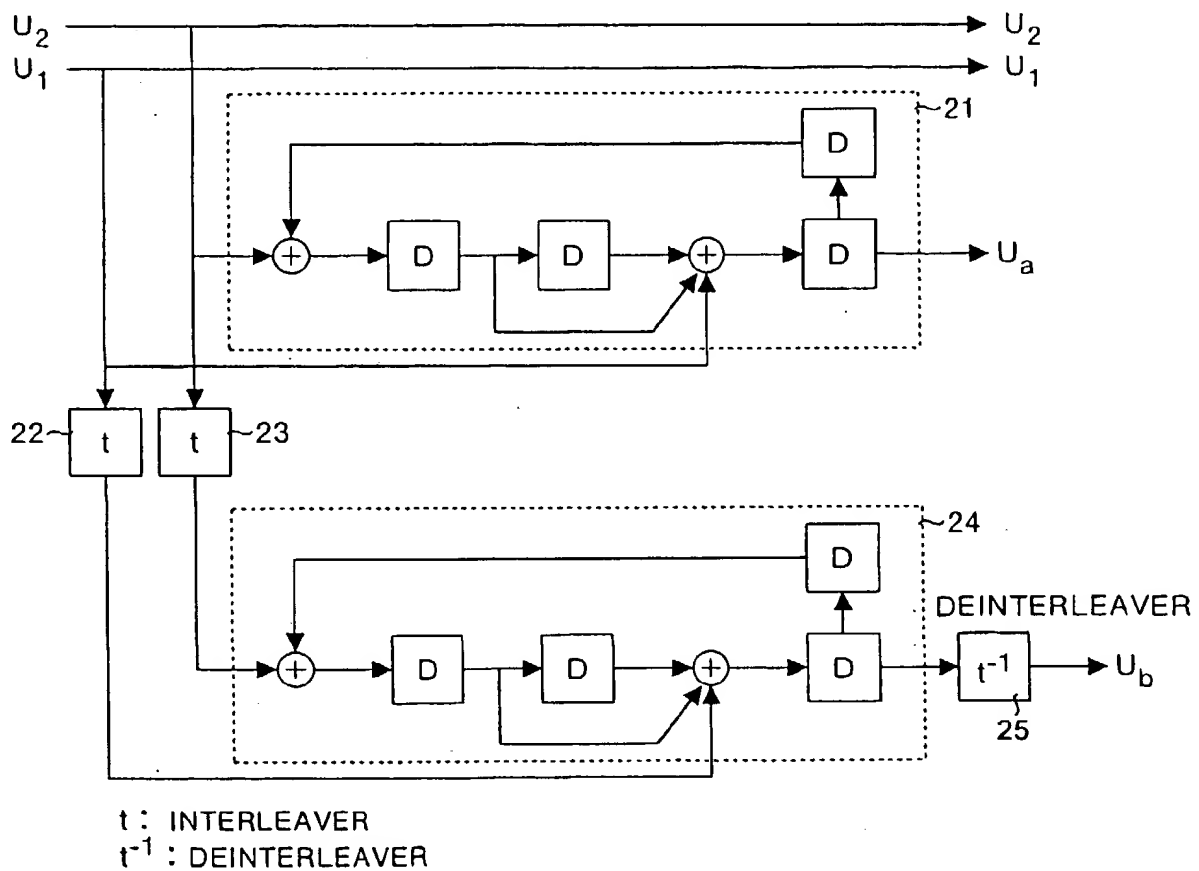 U2 U2
U1 U1
21
D
D D + D Ua
+
22 t t 23
24
D
DEINTERLEAVER
+ D D + D t-1 Ub
25
t : INTERLEAVER
t-1 : DEINTERLEAVER